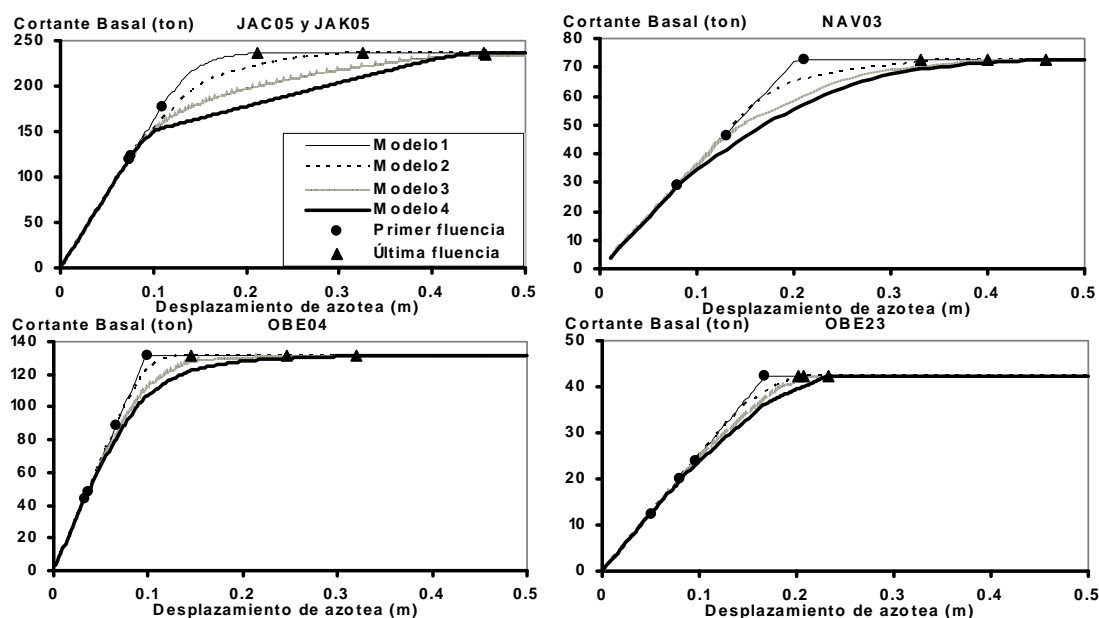 Cortante Basal (ton) JAC05 y JAK05
250
200
150
100
50
0
0 0.1 0.2 0.3 0.4 0.5
Desplazamiento de azotea (m)
Modelo1
Modelo2
Modelo3
Modelo4
Primer fluencia
Última fluencia
Cortante Basal (ton) NAV03
80
70
60
50
40
30
20
10
0
0 0.1 0.2 0.3 0.4 0.5
Desplazamiento de azotea (m)
Cortante Basal (ton) OBE04
140
120
100
80
60
40
20
0
0 0.1 0.2 0.3 0.4 0.5
Desplazamiento de azotea (m)
Cortante Basal (ton) OBE23
50
40
30
20
10
0
0 0.1 0.2 0.3 0.4 0.5
Desplazamiento de azotea (m)